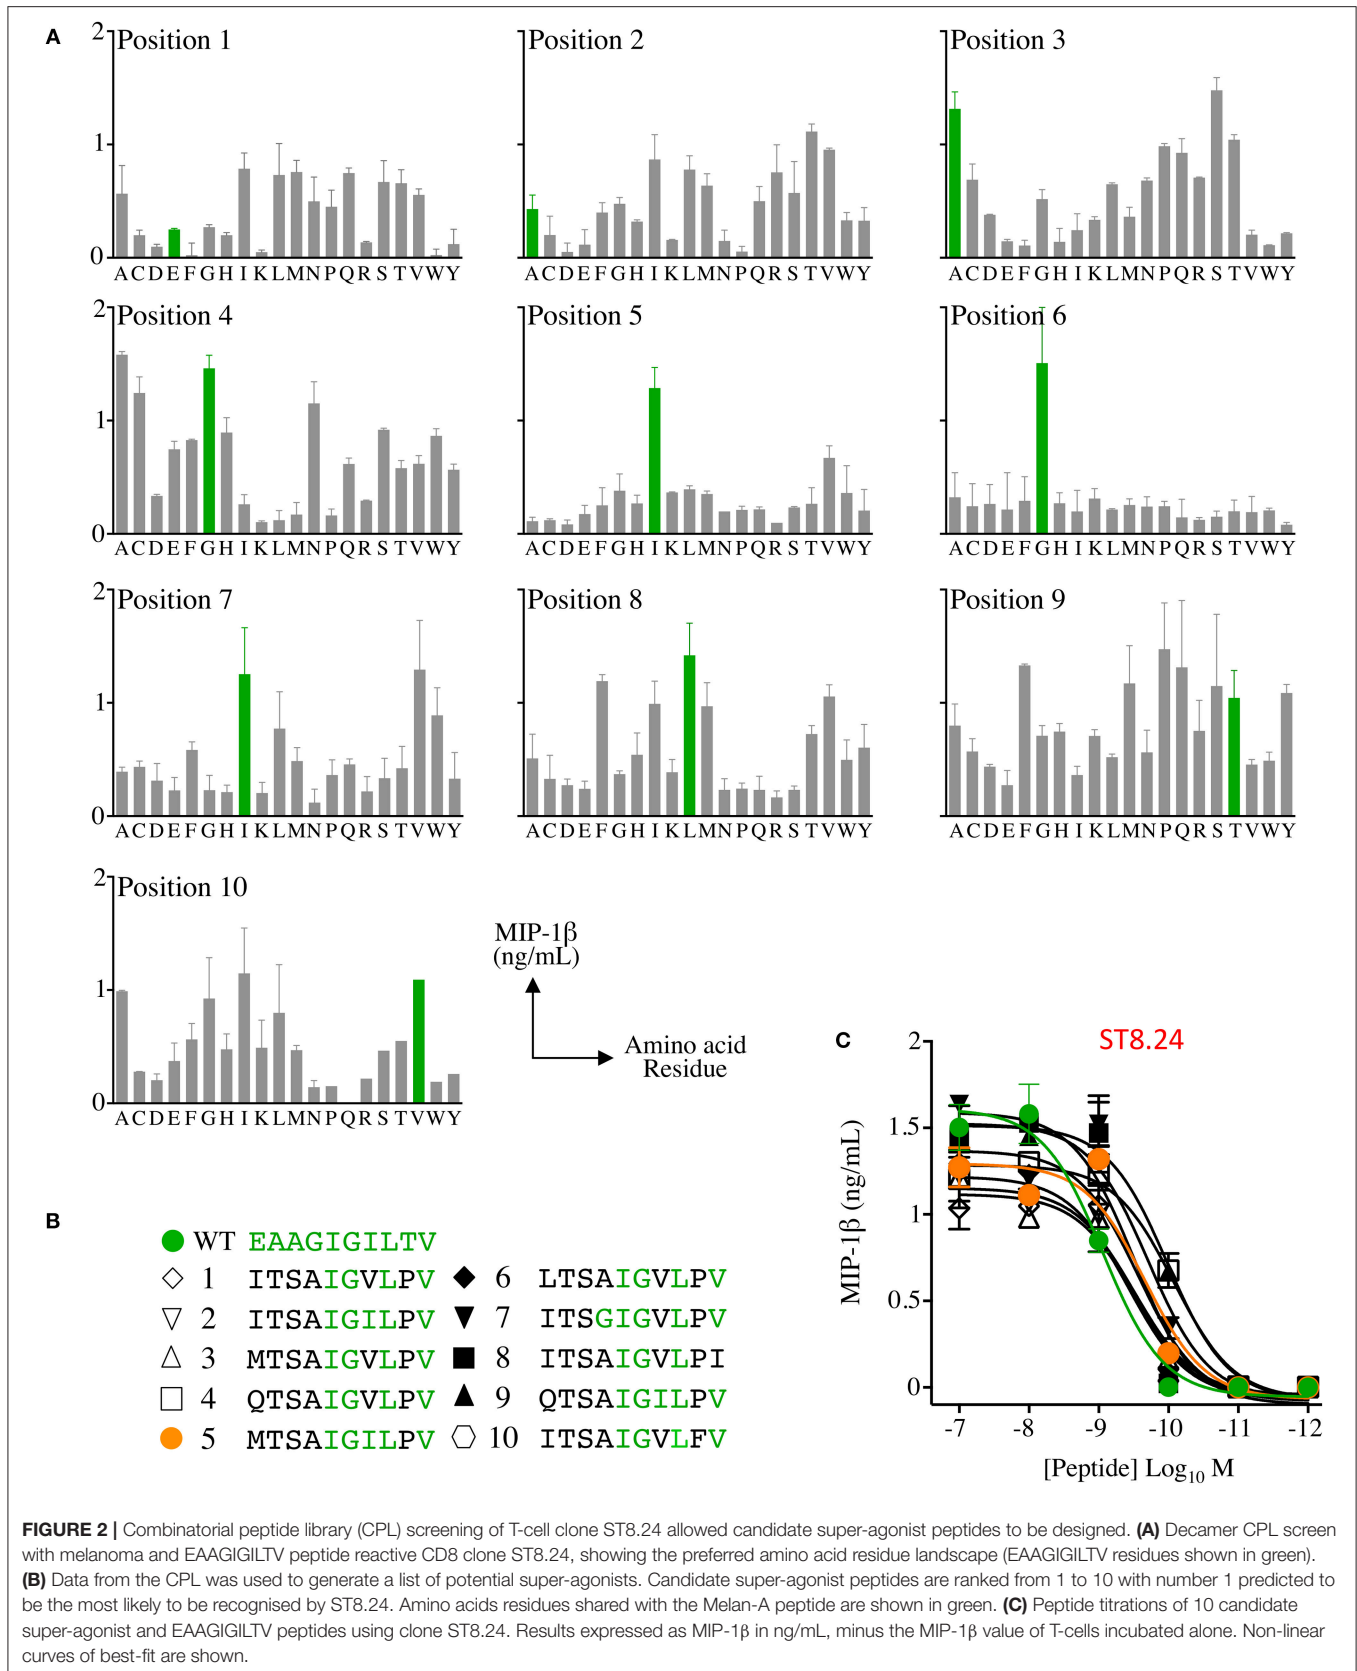 A
2
1
0
Position 1
A C D E F G H I K L M N P Q R S T V W Y
Position 2
A C D E F G H I K L M N P Q R S T V W Y
Position 3
A C D E F G H I K L M N P Q R S T V W Y
2
1
0
Position 4
A C D E F G H I K L M N P Q R S T V W Y
Position 5
A C D E F G H I K L M N P Q R S T V W Y
Position 6
A C D E F G H I K L M N P Q R S T V W Y
2
1
0
Position 7
A C D E F G H I K L M N P Q R S T V W Y
Position 8
A C D E F G H I K L M N P Q R S T V W Y
Position 9
A C D E F G H I K L M N P Q R S T V W Y
2
1
0
Position 10
A C D E F G H I K L M N P Q R S T V W Y
MIP-1β
(ng/mL)
Amino acid
Residue
B
WT EAAGIGILTV
1 ITSAIGVLPV
2 ITSAIGILPV
3 MTSAIGVLPV
4 QTSAIGVLPV
5 MTSAIGILPV
6 LTSAIGVLPV
7 ITSGIGVLPV
8 ITSAIGVLPI
9 QTSAIGILPV
10 ITSAIGVLFV
C
ST8.24
MIP-1β (ng/mL)
2
1.5
1
0.5
0
-7 -8 -9 -10 -11 -12
[Peptide] Log₁₀ M
FIGURE 2 | Combinatorial peptide library (CPL) screening of T-cell clone ST8.24 allowed candidate super-agonist peptides to be designed. (A) Decamer CPL screen
with melanoma and EAAGIGILTV peptide reactive CD8 clone ST8.24, showing the preferred amino acid residue landscape (EAAGIGILTV residues shown in green).
(B) Data from the CPL was used to generate a list of potential super-agonists. Candidate super-agonist peptides are ranked from 1 to 10 with number 1 predicted to
be the most likely to be recognised by ST8.24. Amino acids residues shared with the Melan-A peptide are shown in green. (C) Peptide titrations of 10 candidate
super-agonist and EAAGIGILTV peptides using clone ST8.24. Results expressed as MIP-1β in ng/mL, minus the MIP-1β value of T-cells incubated alone. Non-linear
curves of best-fit are shown.